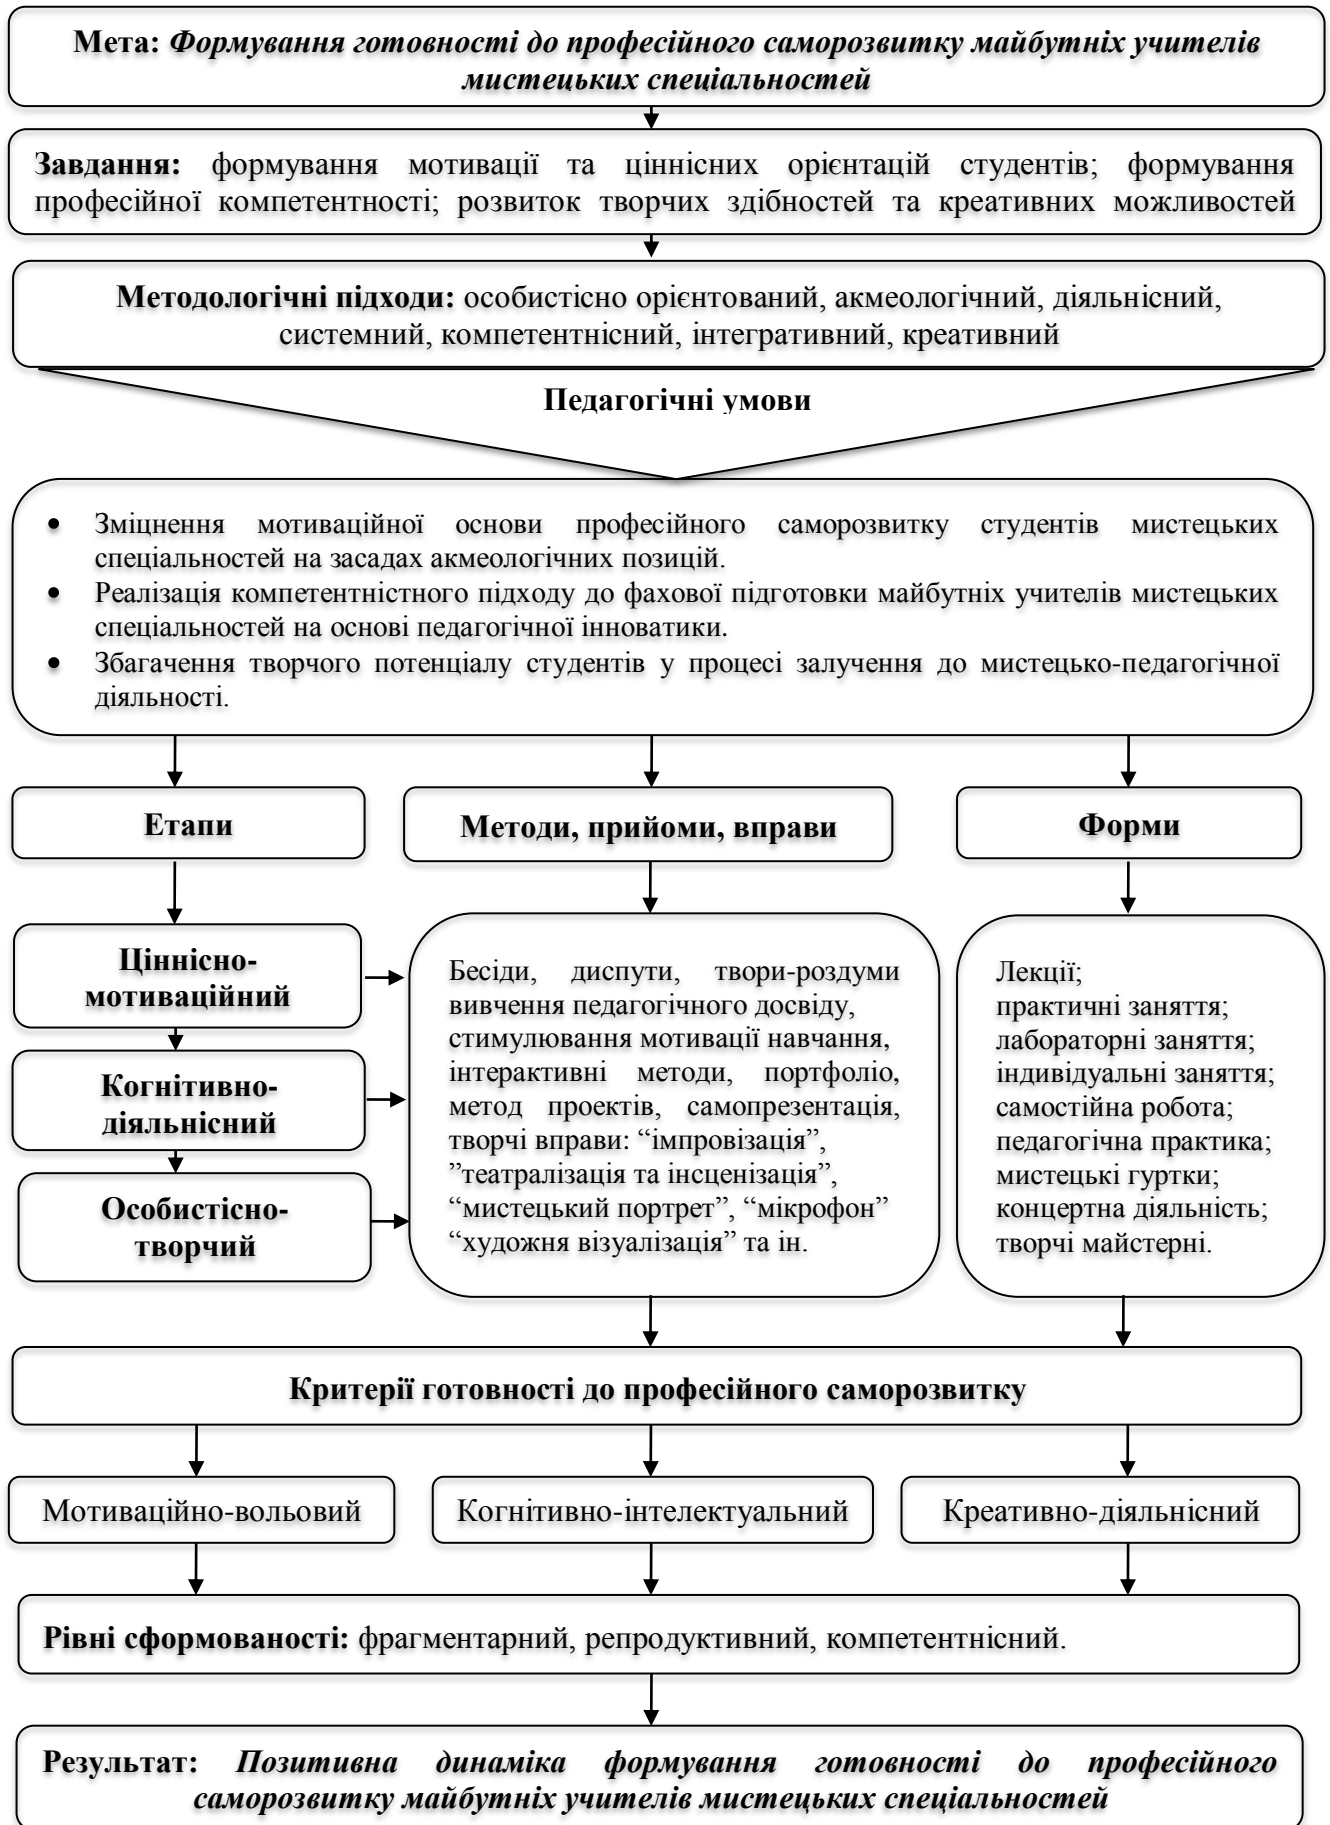 Мета: Формування готовності до професійного саморозвитку майбутніх учителів
мистецьких спеціальностей
Завдання: формування мотивації та ціннісних орієнтацій студентів; формування
професійної компетентності; розвиток творчих здібностей та креативних можливостей
Методологічні підходи: особистісно орієнтований, акмеологічний, діяльнісний,
системний, компетентнісний, інтегративний, креативний
Педагогічні умови
• Зміцнення мотиваційної основи професійного саморозвитку студентів мистецьких
спеціальностей на засадах акмеологічних позицій.
• Реалізація компетентністного підходу до фахової підготовки майбутніх учителів мистецьких
спеціальностей на основі педагогічної інноватики.
• Збагачення творчого потенціалу студентів у процесі залучення до мистецько-педагогічної
діяльності.
Етапи
Методи, прийоми, вправи
Форми
Ціннісно-
мотиваційний
Когнітивно-
діяльнісний
Особистісно-
творчий
Бесіди, диспути, твори-роздуми
вивчення педагогічного досвіду,
стимулювання мотивації навчання,
інтерактивні методи, портфоліо,
метод проектів, самопрезентація,
творчі вправи: “імпровізація”,
”театралізація та інсценізація”,
“мистецький портрет”, “мікрофон”
“художня візуалізація” та ін.
Лекції;
практичні заняття;
лабораторні заняття;
індивідуальні заняття;
самостійна робота;
педагогічна практика;
мистецькі гуртки;
концертна діяльність;
творчі майстерні.
Критерії готовності до професійного саморозвитку
Мотиваційно-вольовий
Когнітивно-інтелектуальний
Креативно-діяльнісний
Рівні сформованості: фрагментарний, репродуктивний, компетентнісний.
Результат: Позитивна динаміка формування готовності до професійного
саморозвитку майбутніх учителів мистецьких спеціальностей